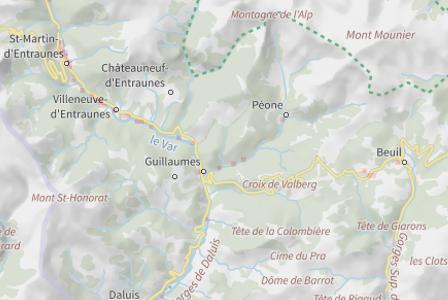 Montagne de l'Alp
Mont Mounier
St-Martin-
d'Entraunes
Châteauneuf-
d'Entraunes
Villeneuve-
d'Entraunes
Péone
le Var
Guillaumes
Beuil
Croix de Valberg
Mont St-Honorat
Tête de Giarons
Tête de la Colombière
Cime du Pra
les Clots
Dôme de Barrot
Tête de Rigaud
Daluis